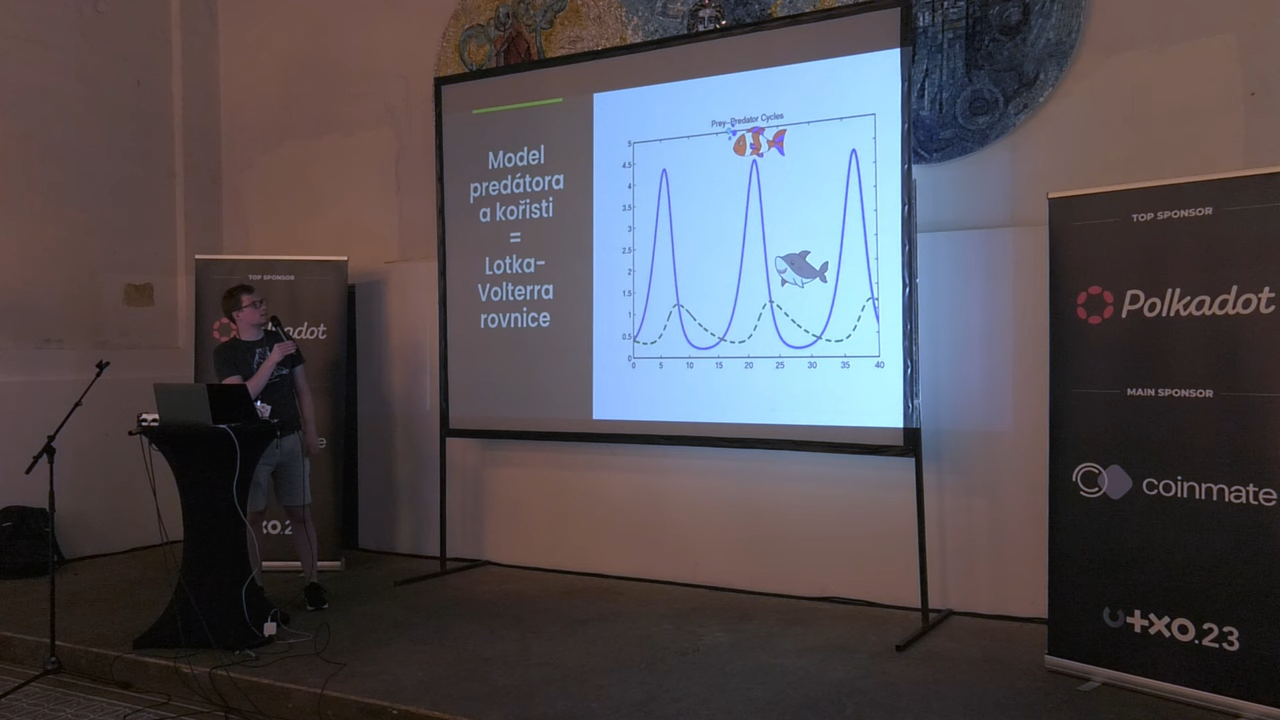 Model
predátora
a kořisti
=
Lotka-
Volterra
rovnice
Prey-Predator Cycles
5
4.5
4
3.5
3
2.5
2
1.5
1
0.5
0
0 5 10 15 20 25 30 35 40
TOP SPONSOR
TOP SPONSOR
Polkadot
MAIN SPONSOR
coinmate
utxo.23